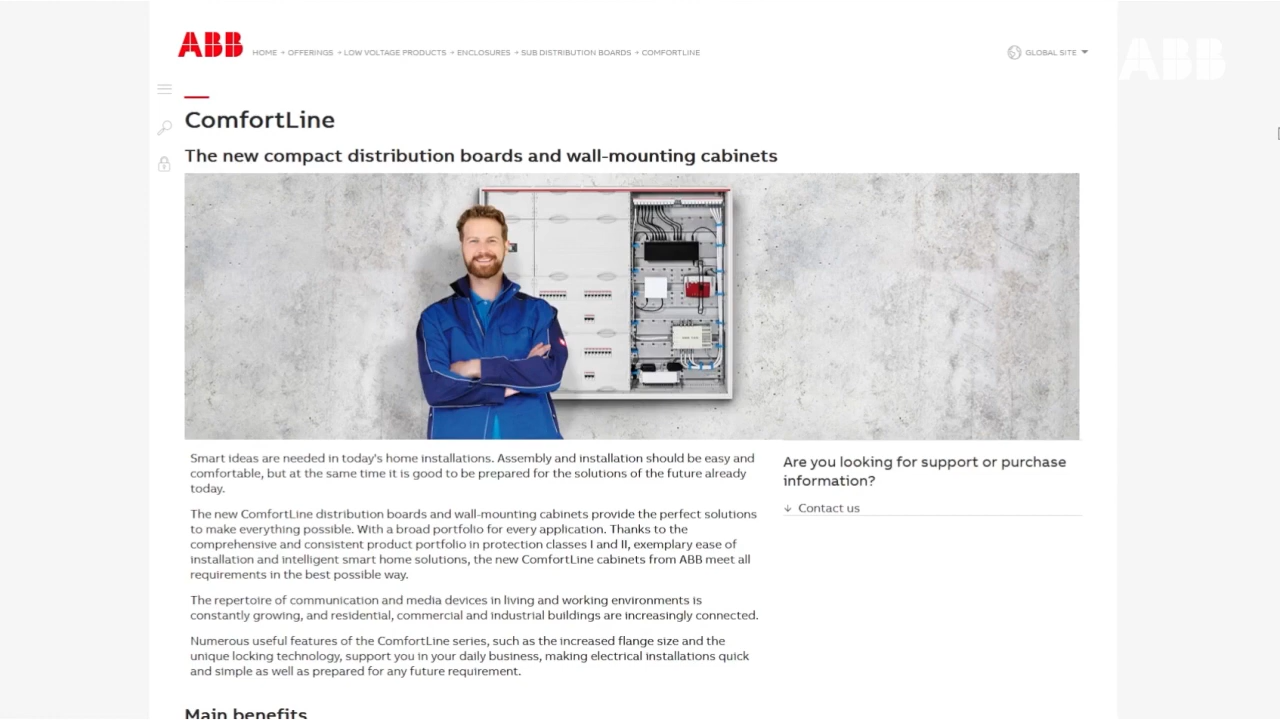 ABB
HOME → OFFERINGS → LOW VOLTAGE PRODUCTS → ENCLOSURES → SUB DISTRIBUTION BOARDS → COMFORTLINE
GLOBAL SITE
ABB
ComfortLine
The new compact distribution boards and wall-mounting cabinets
Smart ideas are needed in today's home installations. Assembly and installation should be easy and
comfortable, but at the same time it is good to be prepared for the solutions of the future already
today.
The new ComfortLine distribution boards and wall-mounting cabinets provide the perfect solutions
to make everything possible. With a broad portfolio for every application. Thanks to the
comprehensive and consistent product portfolio in protection classes I and II, exemplary ease of
installation and intelligent smart home solutions, the new ComfortLine cabinets from ABB meet all
requirements in the best possible way.
The repertoire of communication and media devices in living and working environments is
constantly growing, and residential, commercial and industrial buildings are increasingly connected.
Numerous useful features of the ComfortLine series, such as the increased flange size and the
unique locking technology, support you in your daily business, making electrical installations quick
and simple as well as prepared for any future requirement.
Are you looking for support or purchase
information?
↓ Contact us
Main benefits